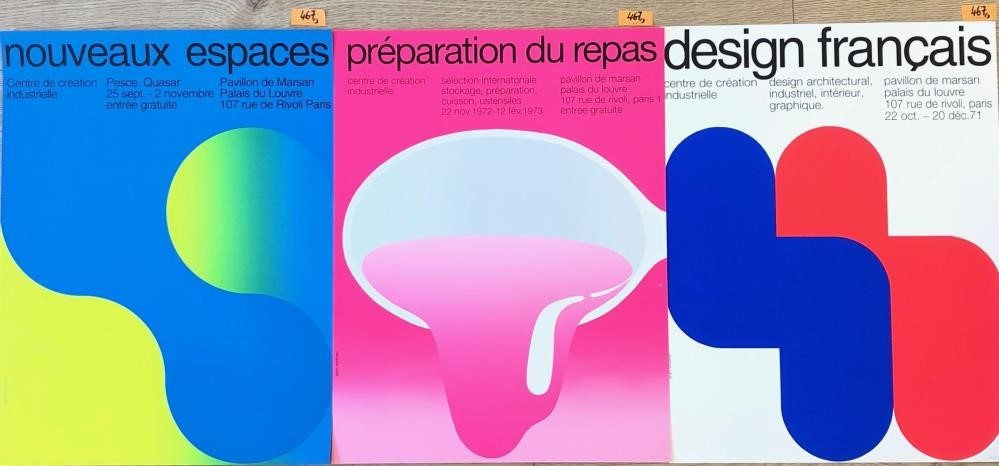 467,
467,
467,
nouveaux espaces
Centre de création
industrielle
Pesce. Quasar
25 sept. - 2 novembre
entrée gratuite
Pavillon de Marsan
Palais du Louvre
107 rue de Rivoli Paris
préparation du repas
centre de création
industrielle
sélection internatonale
stockage, préparation,
cuisson, ustensiles
22 nov.1972-12 fév.1973
pavillon de marsan
palais du louvre
107 rue de rivoli, paris 1
entrée gratuite
design français
centre de création
industrielle
design architectural,
industriel, intérieur,
graphique.
pavillon de marsan
palais du louvre
107 rue de rivoli, paris
22 oct. – 20 déc.71